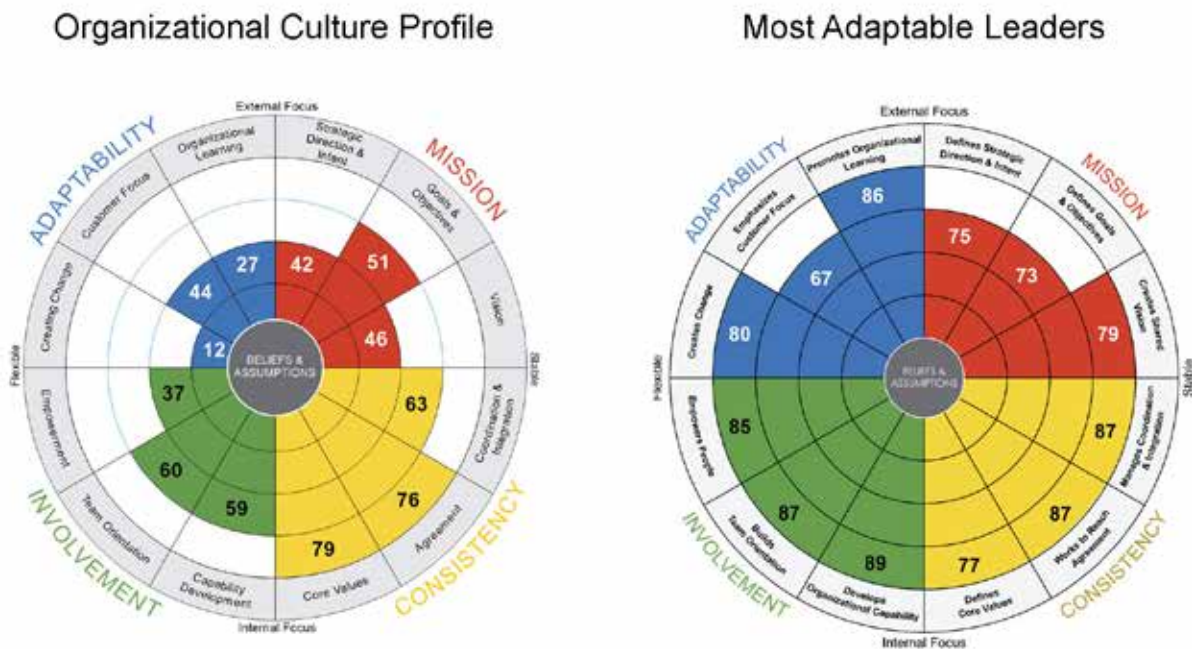 Organizational Culture Profile
External Focus
ADAPTABILITY
MISSION
Organizational
Learning
Strategic
Direction &
Intent
Customer Focus
Goals &
Objectives
Creating Change
Vision
27
42
44
51
12
46
BELIEFS &
ASSUMPTIONS
Flexible
Stable
37
63
60
76
59
79
Empowerment
Coordination &
Integration
Team Orientation
Agreement
Capability
Development
Core Values
INVOLVEMENT
CONSISTENCY
Internal Focus
Most Adaptable Leaders
External Focus
ADAPTABILITY
MISSION
Promotes Organizational
Learning
Defines Strategic
Direction & Intent
Emphasizes
Customer Focus
Defines Goals
& Objectives
Creates Change
Creates Shared
Vision
86
75
67
73
80
79
BELIEFS &
ASSUMPTIONS
Flexible
Stable
85
87
87
87
89
77
Empowers People
Manages Coordination
& Integration
Builds
Team Orientation
Works to Reach
Agreement
Develops
Organizational Capability
Defines
Core Values
INVOLVEMENT
CONSISTENCY
Internal Focus